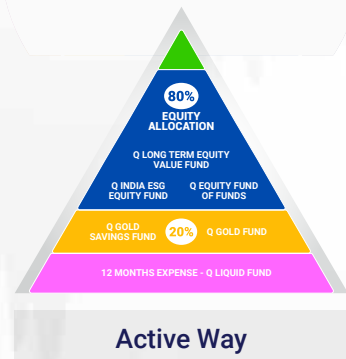 80%
EQUITY
ALLOCATION
Q LONG TERM EQUITY
VALUE FUND
Q INDIA ESG
EQUITY FUND
Q EQUITY FUND
OF FUNDS
Q GOLD
SAVINGS FUND
20%
Q GOLD FUND
12 MONTHS EXPENSE - Q LIQUID FUND
Active Way